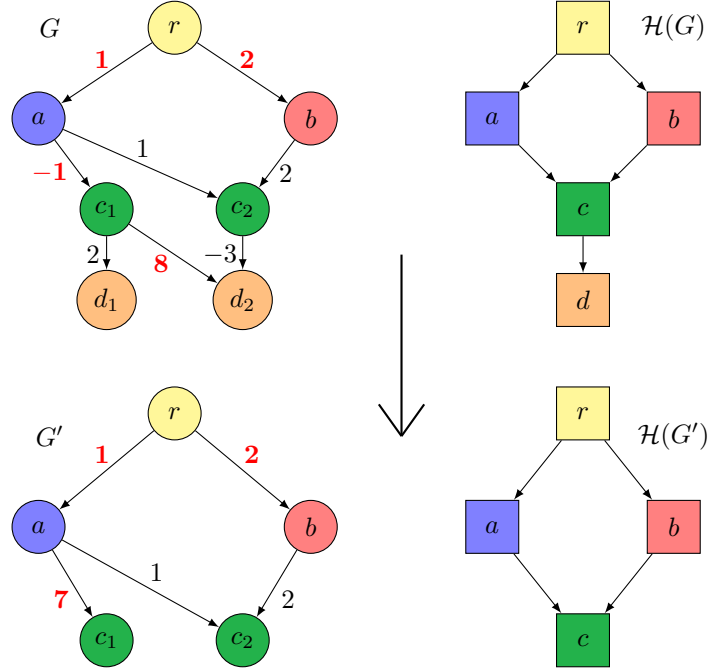 G r H(G) r
1 2
a b a b
1
−1 2
c₁ c₂ c
2 −3
8
d₁ d₂ d
r r
G′ H(G′)
1 2
a b a b
1
7 2
c₁ c₂ c